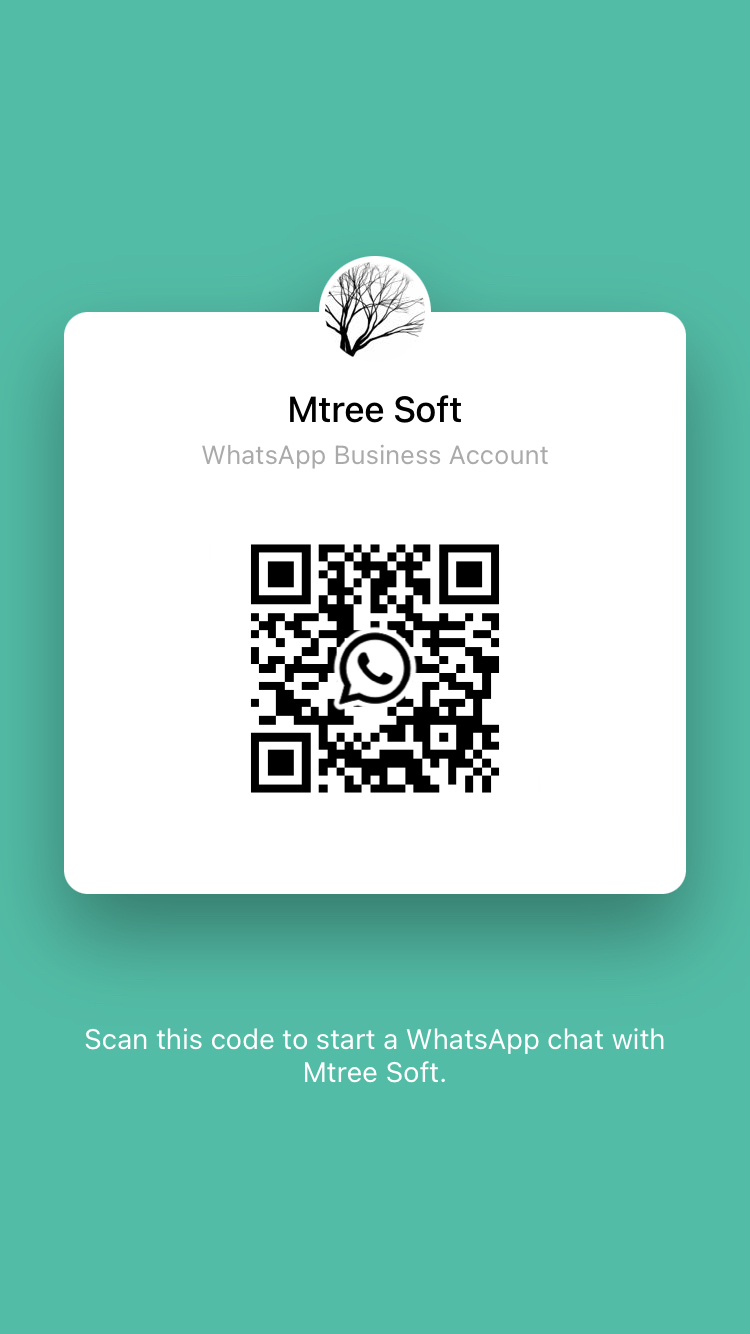 Mtree Soft
WhatsApp Business Account
Scan this code to start a WhatsApp chat with
Mtree Soft.